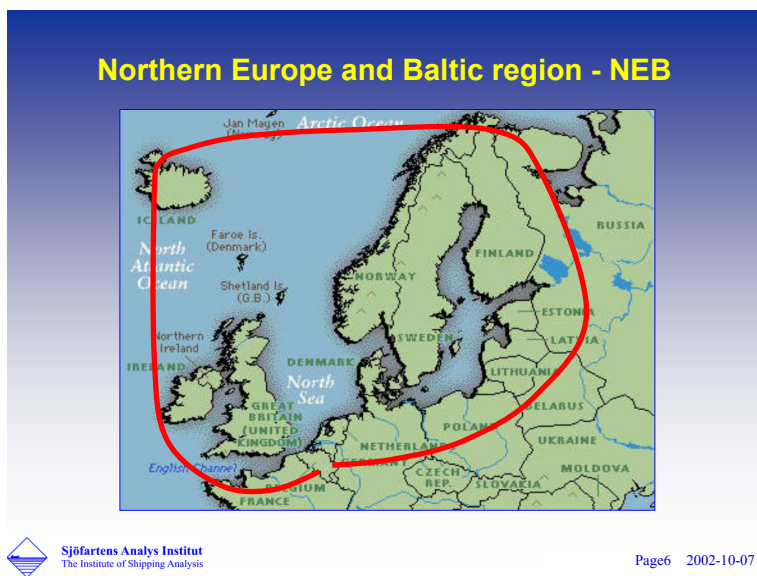 Northern Europe and Baltic region - NEB
Jan Mayen
(Norway)
Arctic Ocean
ICELAND
RUSSIA
Faroe Is.
(Denmark)
North
Atlantic
Ocean
FINLAND
NORWAY
Shetland Is.
(G.B.)
ESTONIA
Northern
Ireland
SWEDEN
LATVIA
IRELAND
DENMARK
LITHUANIA
North
Sea
GREAT
BRITAIN
(UNITED
KINGDOM)
BELARUS
POLAND
NETHERLANDS
UKRAINE
GERMANY
English Channel
CZECH
REP.
SLOVAKIA
MOLDOVA
BELGIUM
FRANCE
Sjöfartens Analys Institut
The Institute of Shipping Analysis
Page6 2002-10-07